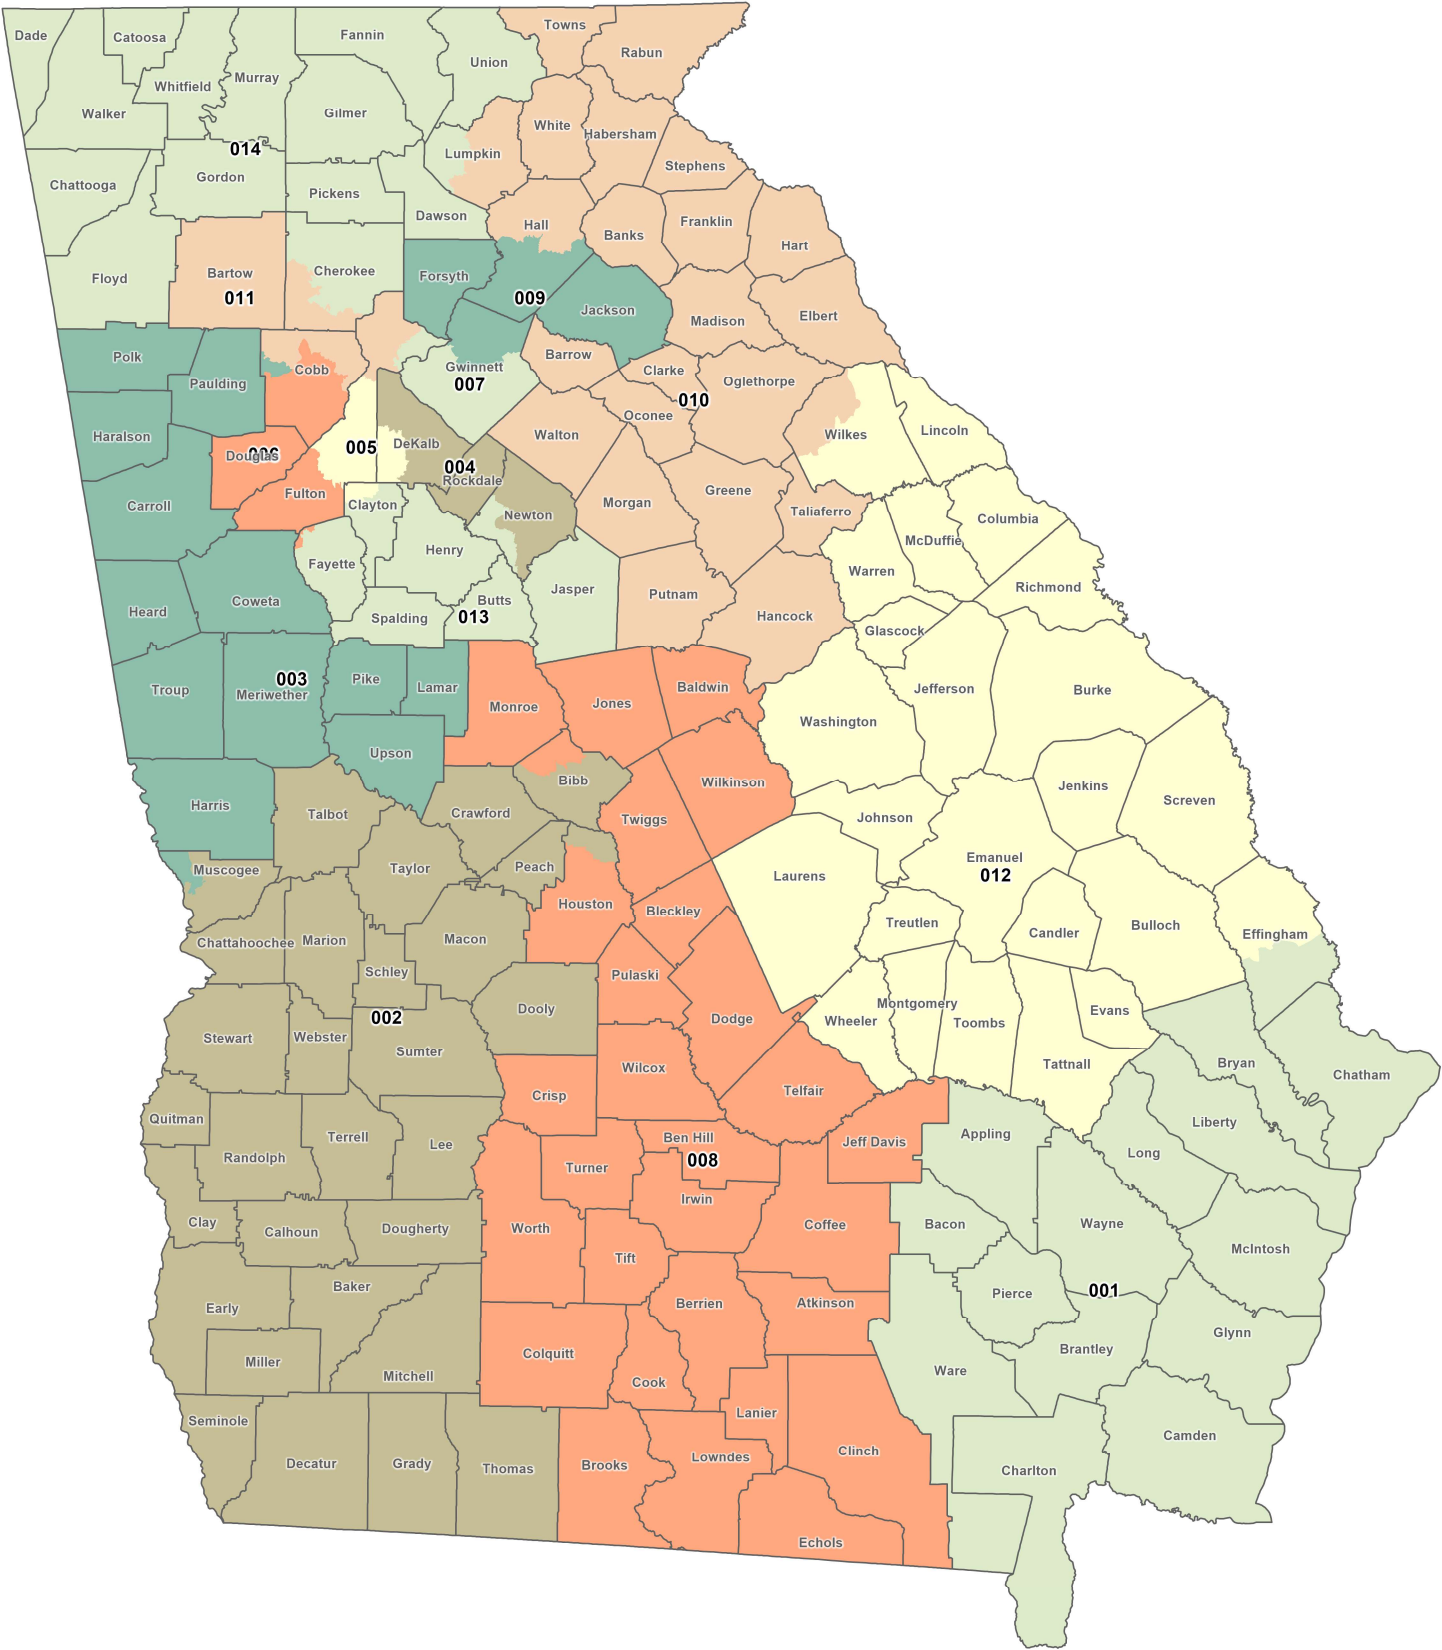 Towns
Dade
Fannin
Catoosa
Rabun
Union
Murray
Whitfield
Walker
Gilmer
White
Habersham
014
Lumpkin
Stephens
Gordon
Chattooga
Pickens
Dawson
Franklin
Hall
Banks
Hart
Bartow
Cherokee
Forsyth
Floyd
011
009
Jackson
Elbert
Madison
Polk
Barrow
Gwinnett
Cobb
Clarke
Paulding
007
Oglethorpe
010
Oconee
Lincoln
Haralson
Walton
Wilkes
DeKalb
005
Douglas
006
004
Rockdale
Greene
Fulton
Morgan
Carroll
Clayton
Taliaferro
Newton
Columbia
McDuffie
Henry
Fayette
Warren
Richmond
Jasper
Putnam
Coweta
Butts
Heard
Hancock
013
Spalding
Glascock
003
Pike
Lamar
Baldwin
Jefferson
Burke
Troup
Meriwether
Jones
Monroe
Washington
Upson
Bibb
Wilkinson
Jenkins
Screven
Harris
Talbot
Crawford
Twiggs
Johnson
Emanuel
Peach
Taylor
Muscogee
Laurens
012
Houston
Bleckley
Treutlen
Bulloch
Candler
Effingham
Macon
Marion
Chattahoochee
Schley
Pulaski
Montgomery
Dooly
Evans
002
Dodge
Wheeler
Toombs
Stewart
Webster
Sumter
Bryan
Tattnall
Wilcox
Chatham
Telfair
Crisp
Quitman
Liberty
Appling
Terrell
Ben Hill
Jeff Davis
Lee
Long
Randolph
008
Turner
Irwin
Clay
Wayne
Bacon
Coffee
Dougherty
Worth
Calhoun
McIntosh
Tift
Baker
001
Pierce
Berrien
Atkinson
Early
Glynn
Brantley
Colquitt
Miller
Ware
Mitchell
Cook
Lanier
Seminole
Camden
Clinch
Lowndes
Decatur
Grady
Brooks
Thomas
Charlton
Echols